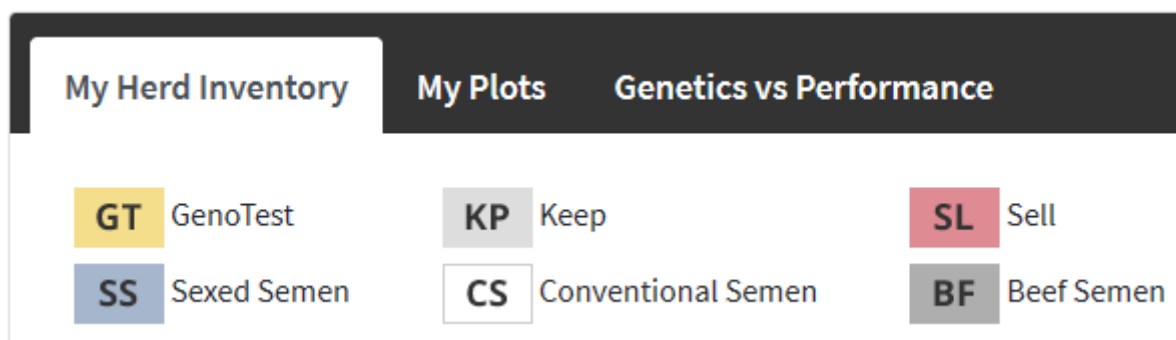 My Herd Inventory My Plots Genetics vs Performance
GT GenoTest KP Keep SL Sell
SS Sexed Semen CS Conventional Semen BF Beef Semen